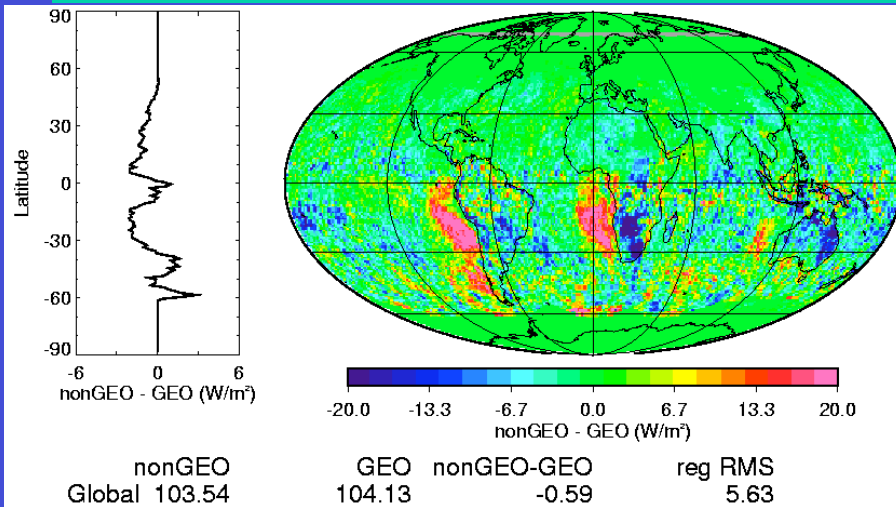 90
60
30
0
-30
-60
-90
Latitude
-6 0 6
nonGEO - GEO (W/m²)
-20.0 -13.3 -6.7 0.0 6.7 13.3 20.0
nonGEO - GEO (W/m²)
nonGEO GEO nonGEO-GEO reg RMS
Global 103.54 104.13 -0.59 5.63